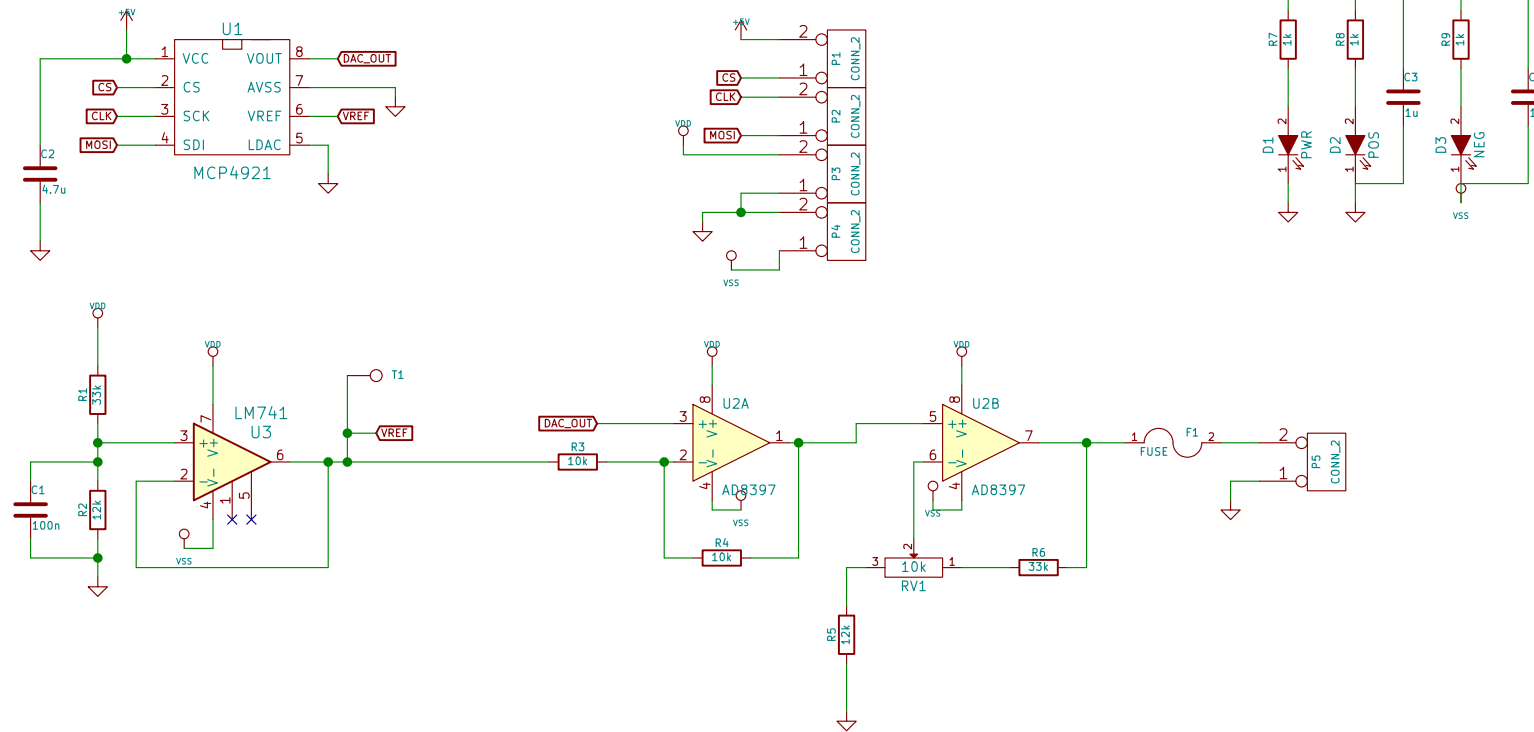 +5V
U1
1 VCC VOUT 8 DAC_OUT
CS 2 CS AVSS 7
CLK 3 SCK VREF 6 VREF
MOSI 4 SDI LDAC 5
MCP4921
C2
4.7u
+5V
2
CS 1
P1
CONN_2
CLK 2
MOSI 1
P2
CONN_2
VDD
2
1
P3
CONN_2
2
1
P4
CONN_2
VSS
R7
1k
R8
1k
R9
1k
C3
1u
2
D1
PWR
1
2
D2
POS
1
2
D3
NEG
1
VSS
VDD
R1
33k
C1
100n
R2
12k
VDD
LM741
U3
7
3
2
6
4
1
5
V+
V-
VSS
T1
VREF
R3
10k
VDD
DAC_OUT
U2A
8
3
2
1
4
V+
V-
AD8397
VSS
R4
10k
VDD
U2B
8
5
6
7
4
V+
V-
AD8397
VSS
2
3 10k 1
RV1
R6
33k
R5
12k
1 F1 2
FUSE
2
1
P5
CONN_2